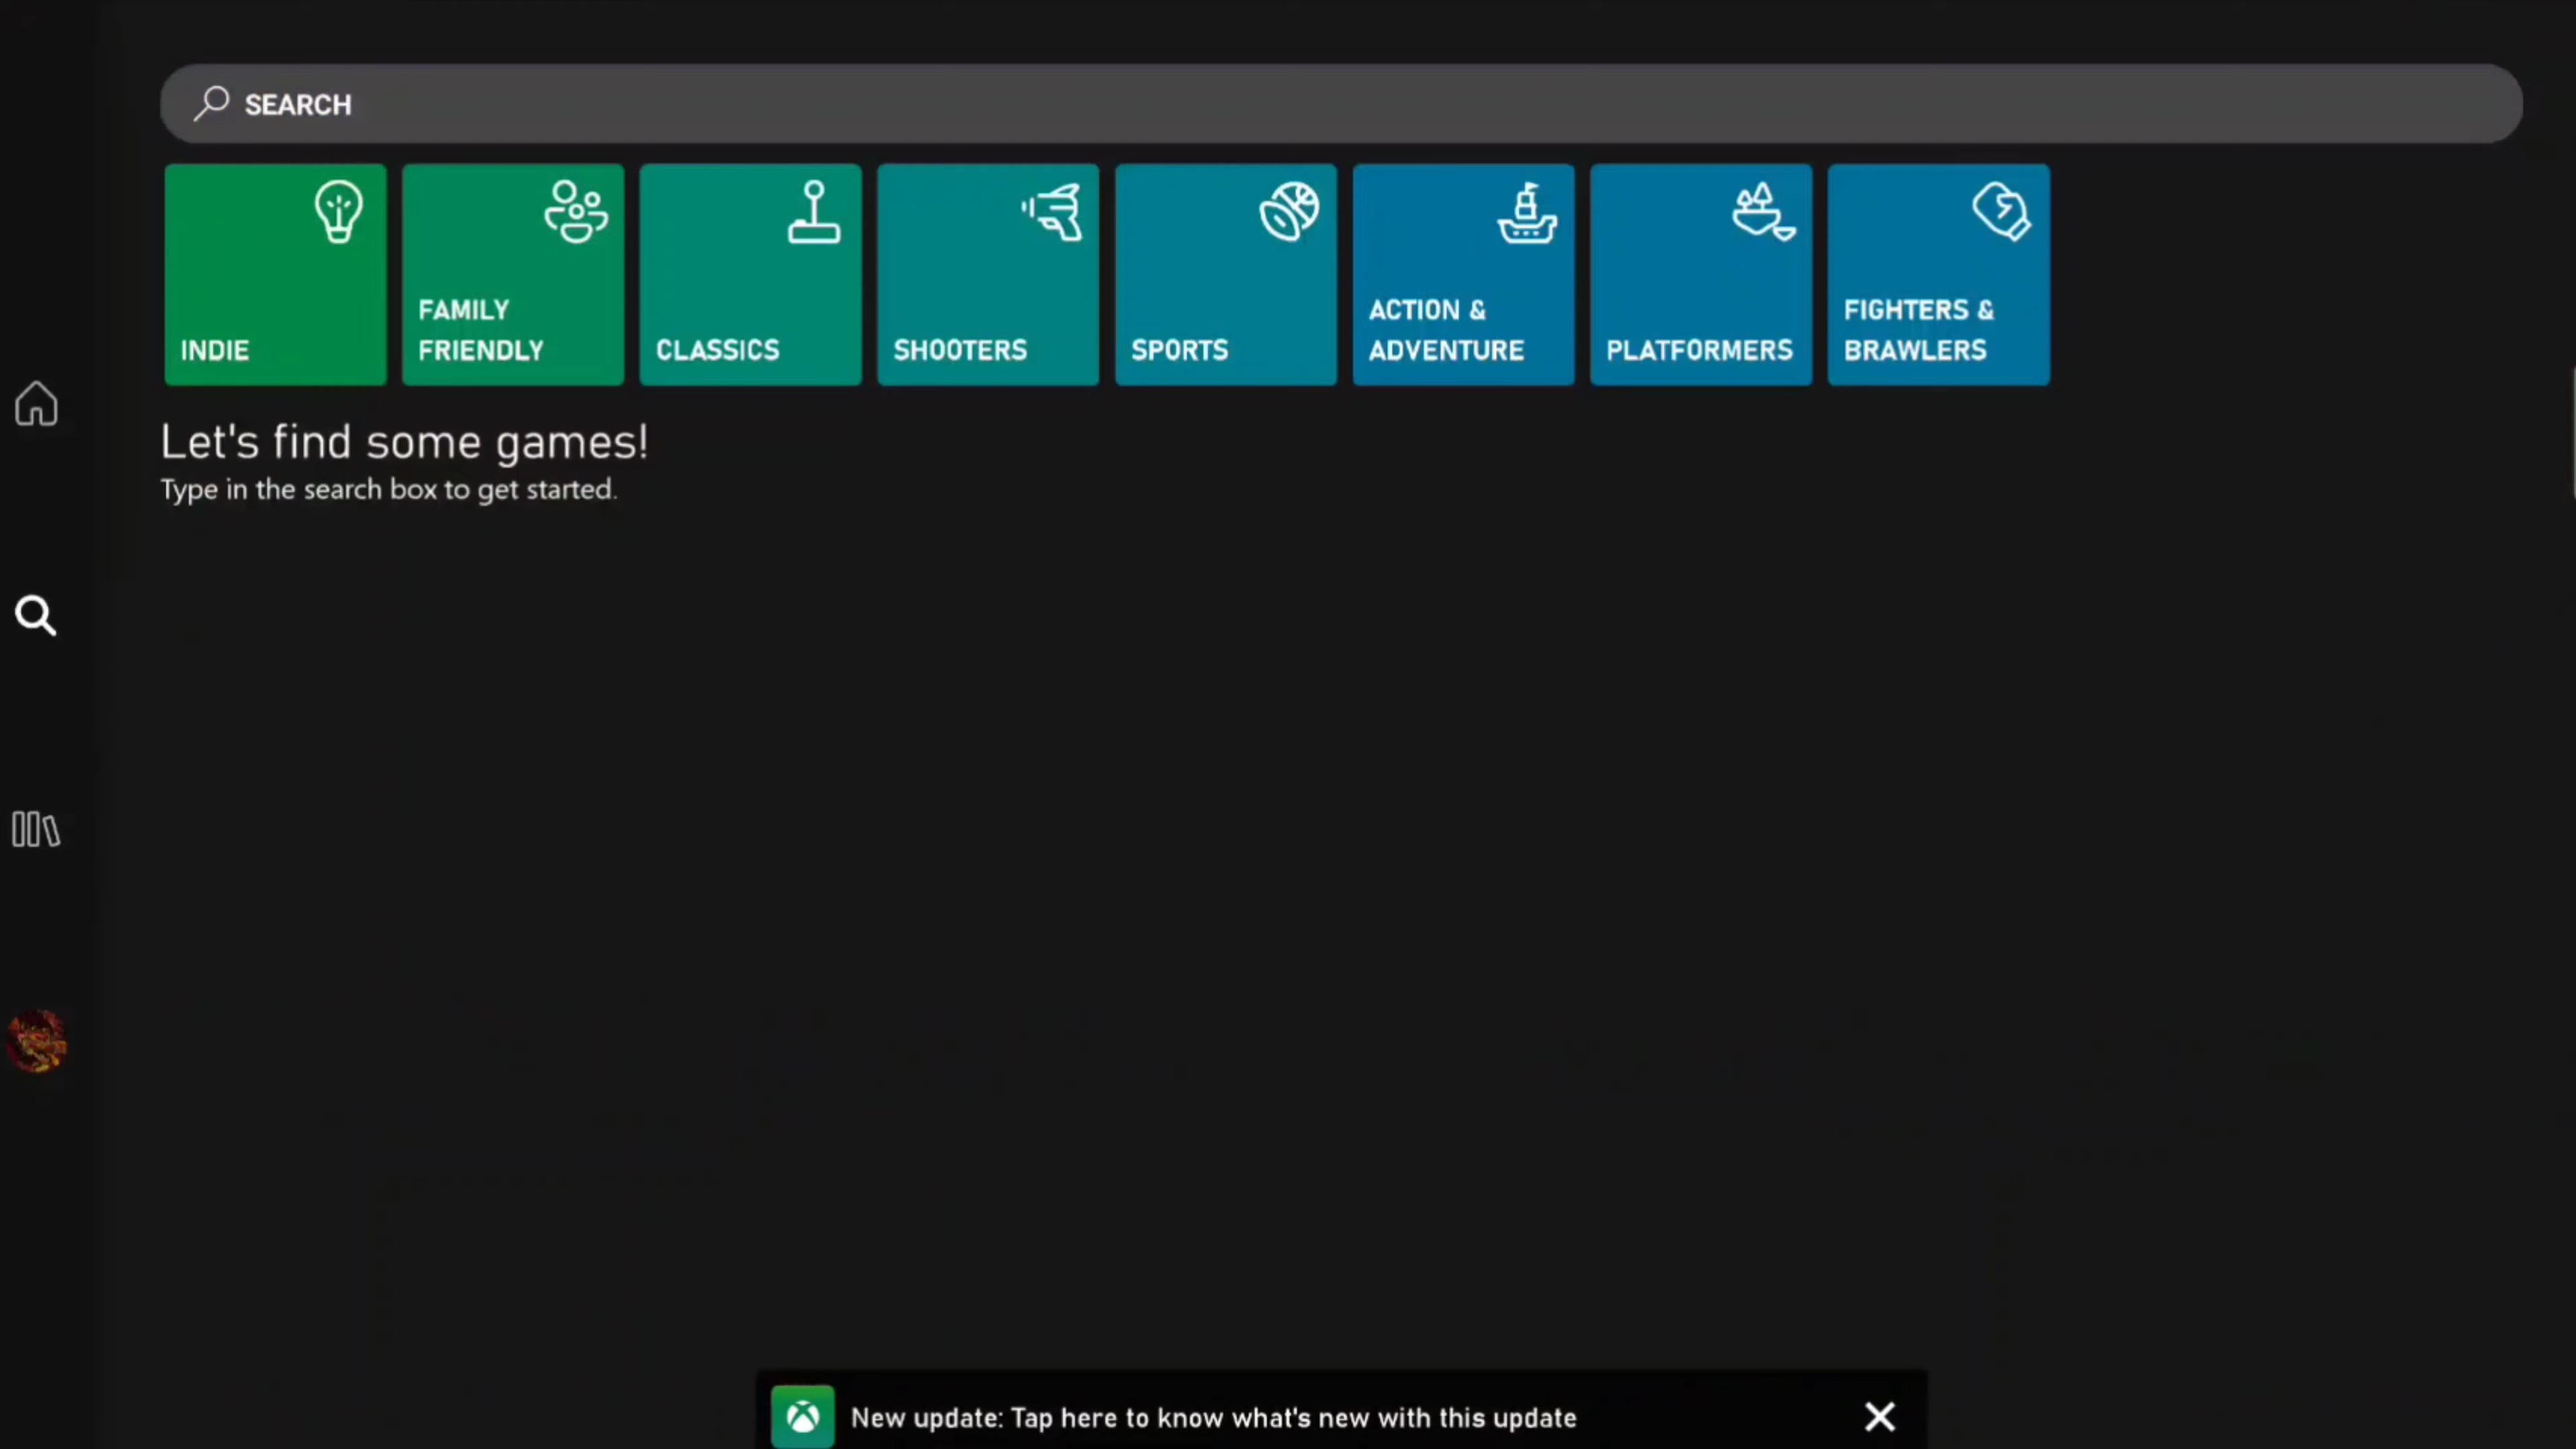 SEARCH
INDIE
FAMILY
FRIENDLY
CLASSICS
SHOOTERS
SPORTS
ACTION &
ADVENTURE
PLATFORMERS
FIGHTERS &
BRAWLERS
Let's find some games!
Type in the search box to get started.
New update: Tap here to know what's new with this update